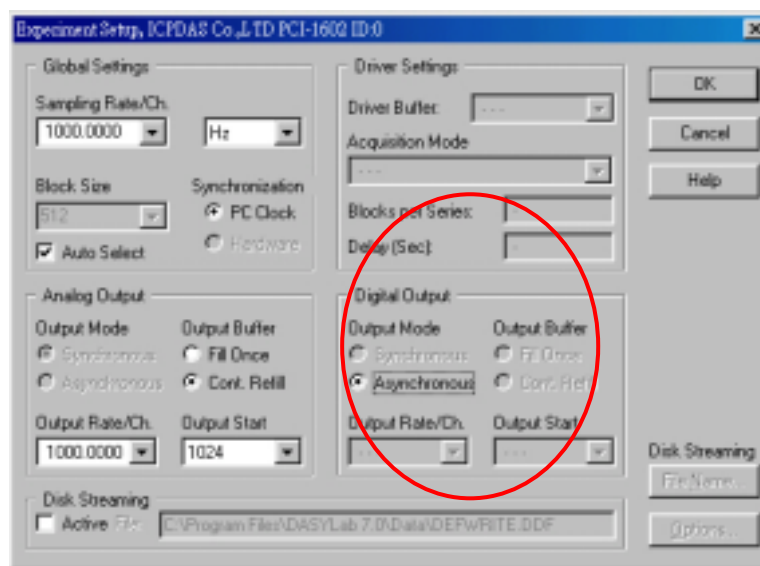 Experiment Setup, ICPDAS Co.,LTD PCI-1602 ID:0
Global Settings
Sampling Rate/Ch.
1000.0000
Hz
Block Size
512
Auto Select
Synchronization
PC Clock
Hardware
Driver Settings
Driver Buffer:
---
Acquisition Mode
---
Blocks per Series:
-
Delay (Sec):
-
OK
Cancel
Help
Analog Output
Output Mode
Synchronous
Asynchronous
Output Buffer
Fill Once
Cont. Refill
Output Rate/Ch.
1000.0000
Output Start
1024
Digital Output
Output Mode
Synchronous
Asynchronous
Output Buffer
Fill Once
Cont. Refill
Output Rate/Ch.
---
Output Start
---
Disk Streaming
Active File: C:\Program Files\DASYLab 7.0\Data\DEFWRITE.DDF
Disk Streaming
File Name...
Options...